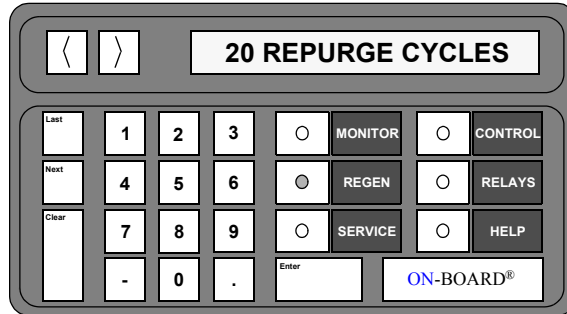 〈 〉 20 REPURGE CYCLES
Last 1 2 3 MONITOR CONTROL
Next 4 5 6 REGEN RELAYS
Clear 7 8 9 SERVICE HELP
- 0 . Enter ON-BOARD®